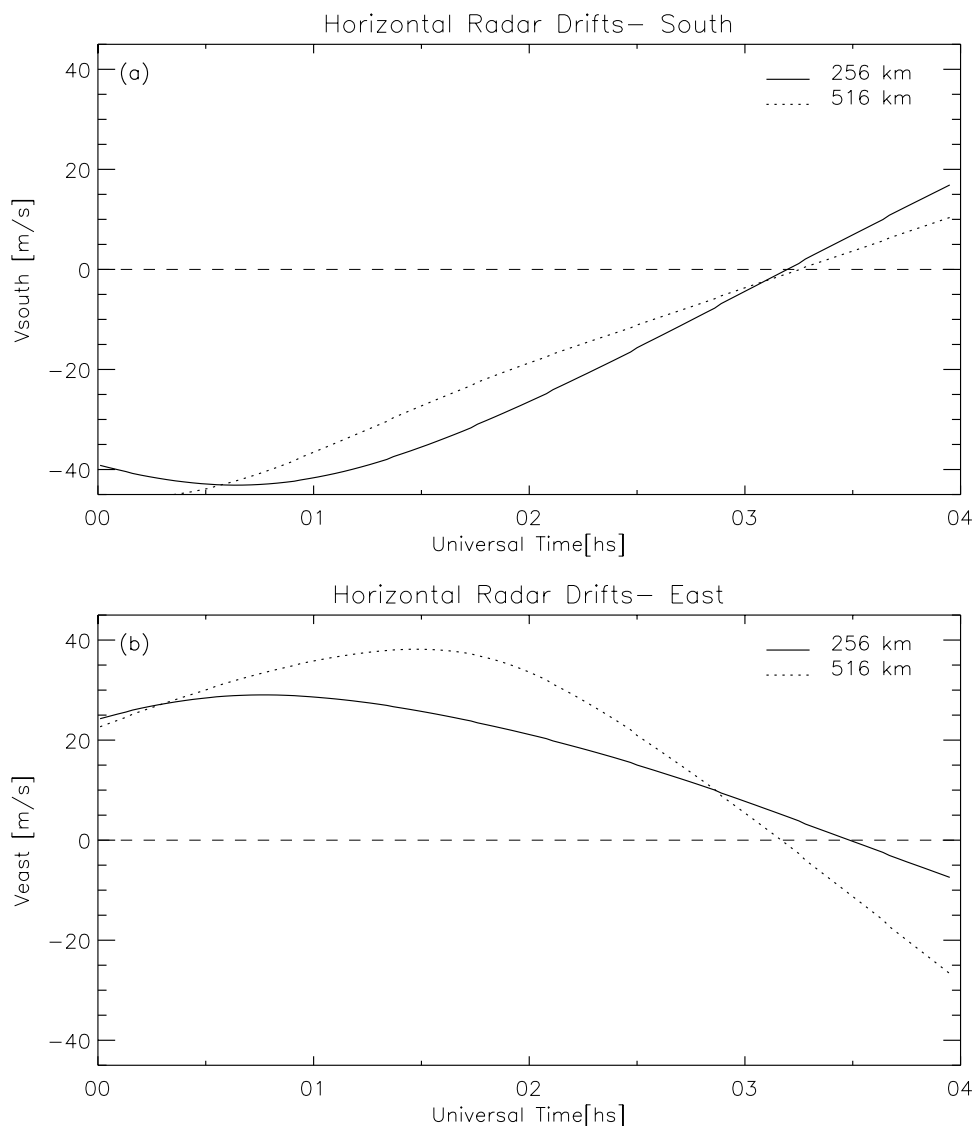 Horizontal Radar Drifts– South
(a)
256 km
516 km
40
20
0
−20
−40
Vsouth [m/s]
00 01 02 03 04
Universal Time[hs]
Horizontal Radar Drifts– East
(b)
256 km
516 km
40
20
0
−20
−40
Veast [m/s]
00 01 02 03 04
Universal Time[hs]